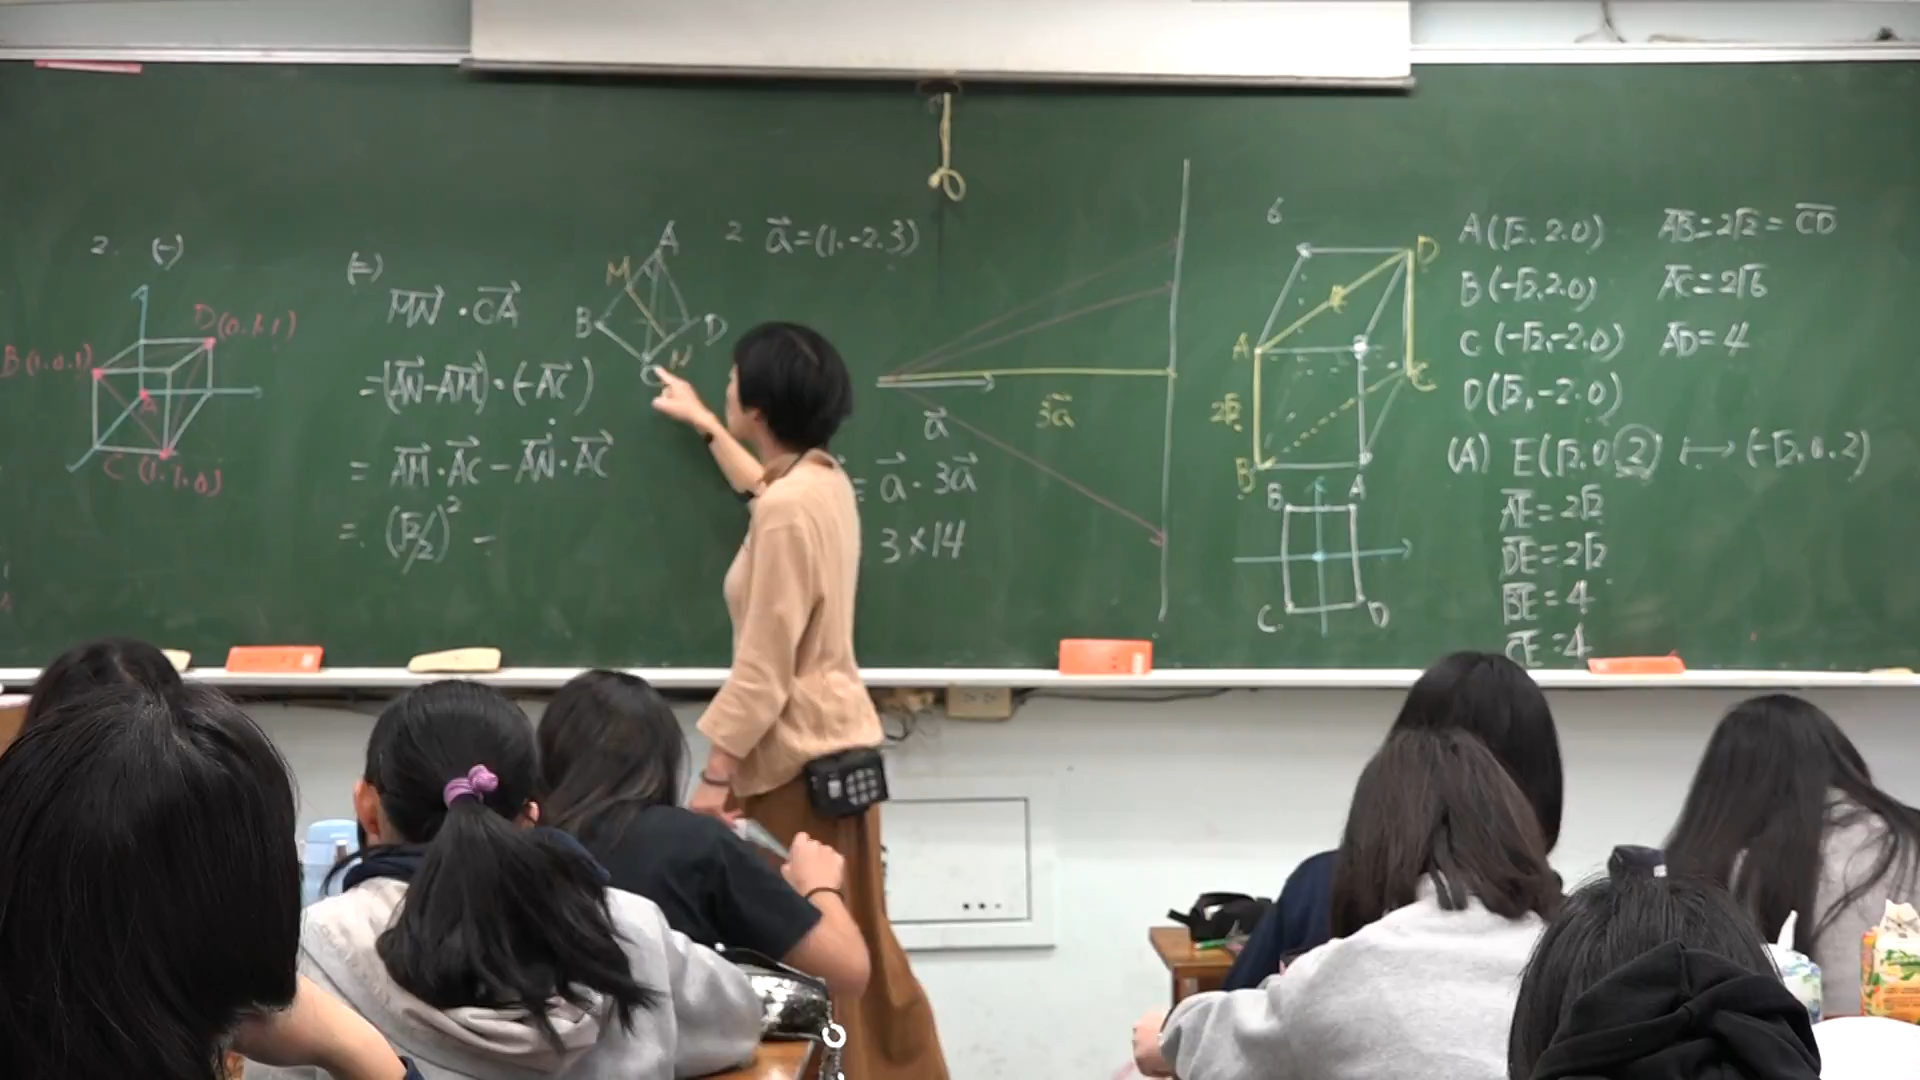 2. (一)
D(0.1.1)
B(1.0.1)
A
C(1.1.0)
(二)
MN⃗ · CA⃗
=(AN⃗-AM⃗)·(-AC⃗)
= AM⃗·AC⃗ - AN⃗·AC⃗
= (√2/2)² -
A
M
B
D
N
C
2 a⃗=(1.-2.3)
a⃗
3a⃗
= a⃗ · 3a⃗
3×14
6
D
E
A
C
2√2
B
B A
C D
A(√2.2.0) AB=2√2=CD
B(-√2.2.0) AC=2√6
C(-√2,-2.0) AD=4
D(√2,-2.0)
(A) E(√2.0.2) ↦ (-√2.0.2)
AE=2√2
DE=2√2
BE=4
CE=4